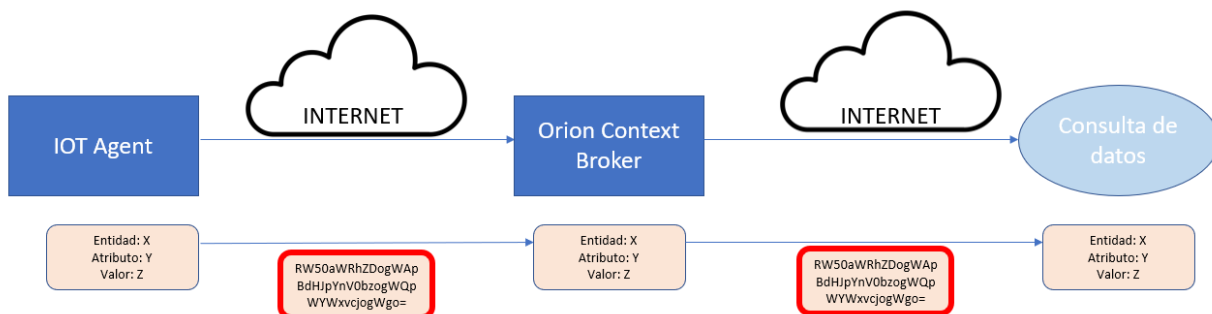 INTERNET
INTERNET
IOT Agent
Orion Context
Broker
Consulta de
datos
Entidad: X
Atributo: Y
Valor: Z
RW50aWRhZDogWAp
BdHJpYnV0bzogWQp
WYWxvcjogWgo=
Entidad: X
Atributo: Y
Valor: Z
RW50aWRhZDogWAp
BdHJpYnV0bzogWQp
WYWxvcjogWgo=
Entidad: X
Atributo: Y
Valor: Z